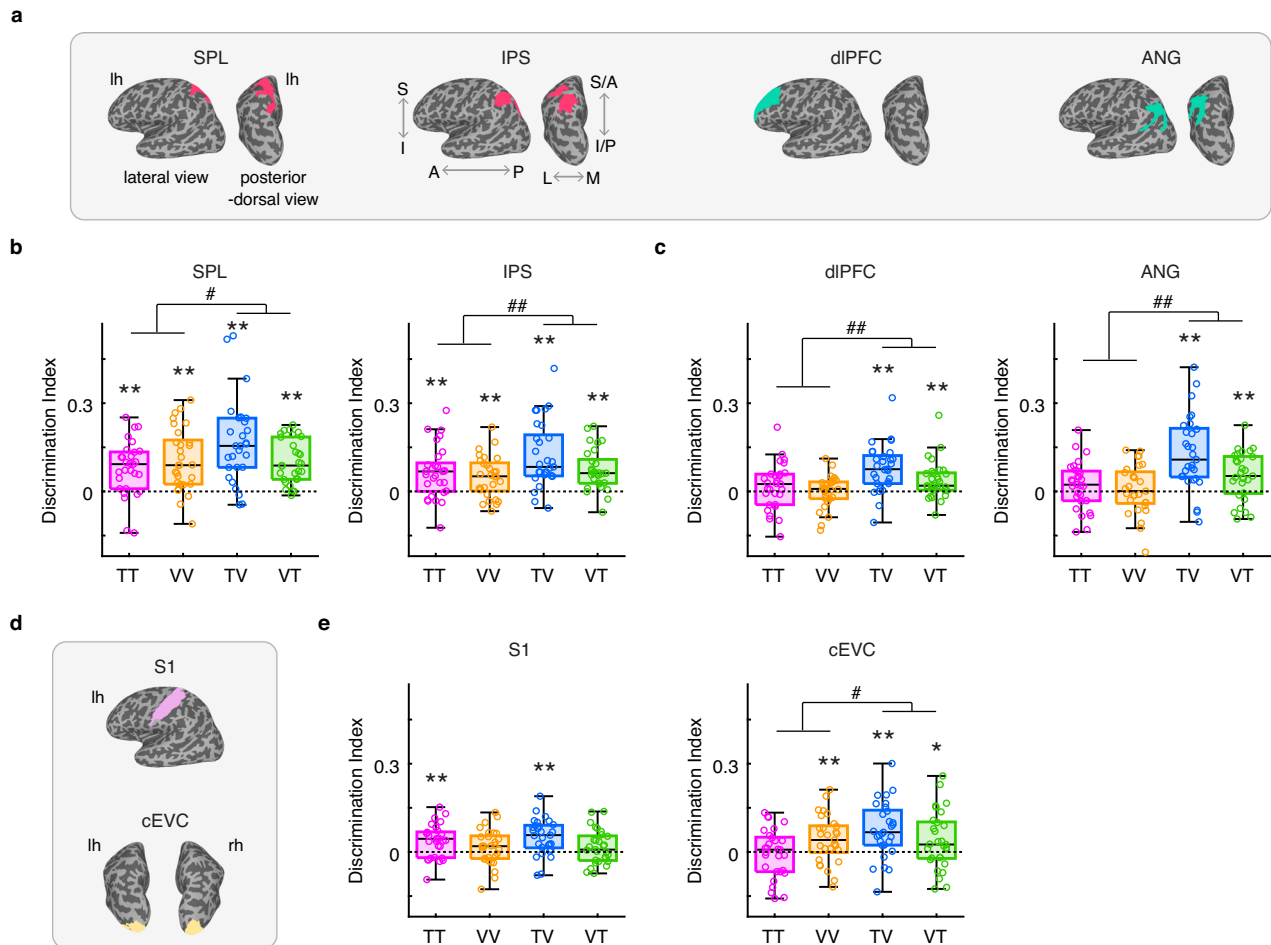 a
SPL
IPS
dlPFC
ANG
lh
lh
S
I
S/A
I/P
A
P
L
M
lateral view
posterior
-dorsal view
b
c
SPL
IPS
dlPFC
ANG
Discrimination Index
0.3
0
#
**
**
**
**
TT VV TV VT
Discrimination Index
0.3
0
##
**
**
**
**
TT VV TV VT
Discrimination Index
0.3
0
##
**
**
TT VV TV VT
Discrimination Index
0.3
0
##
**
**
TT VV TV VT
d
S1
lh
cEVC
lh
rh
e
S1
Discrimination Index
0.3
0
**
**
TT VV TV VT
cEVC
Discrimination Index
0.3
0
#
**
**
*
TT VV TV VT